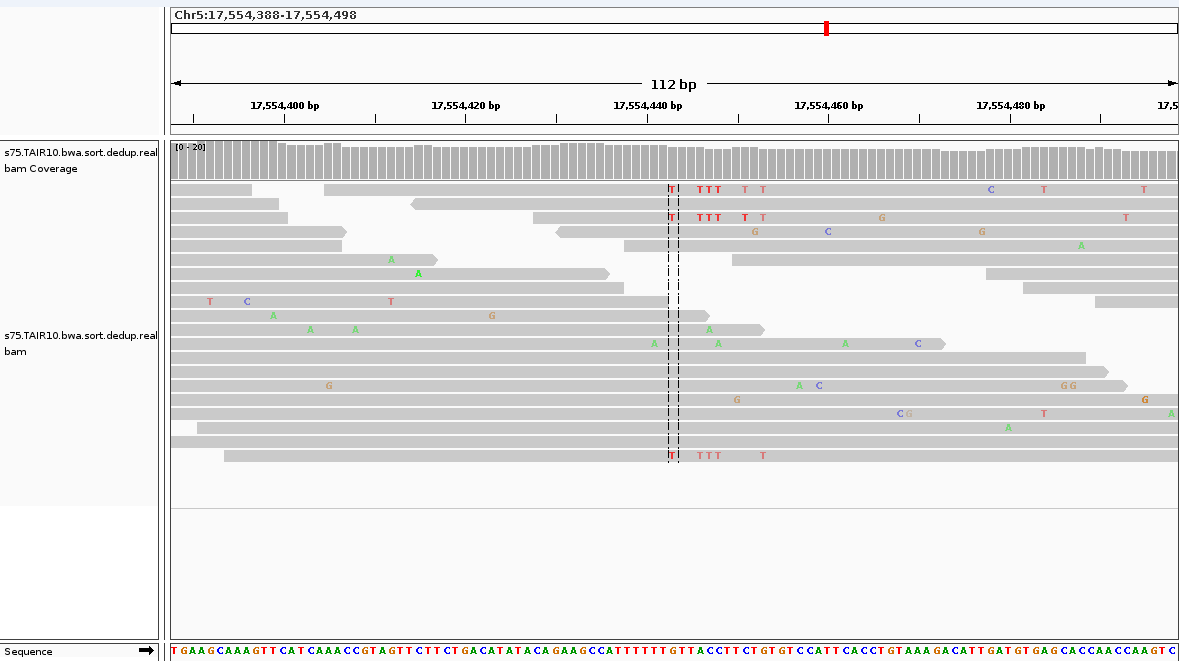 Chr5:17,554,388-17,554,498
112 bp
17,554,400 bp 17,554,420 bp 17,554,440 bp 17,554,460 bp 17,554,480 bp 17,5
s75.TAIR10.bwa.sort.dedup.real
bam Coverage
[0 - 20]
T T T T T T C T T
T T T T T T G T
G C G
A
A
A
T C T
A G
A A A
A A A C
G A C G G
G G
C G T A
A
T T T T T
s75.TAIR10.bwa.sort.dedup.real
bam
Sequence
TGAAGCAAAGTTCATCAAACCGTAGTTCTTCTGACATATACAGAAGCCATTTTTTGTTACCTTCTGTGTCCATTCACCTGTAAAGACATTGATGTGAGCACCAACCAAGTC